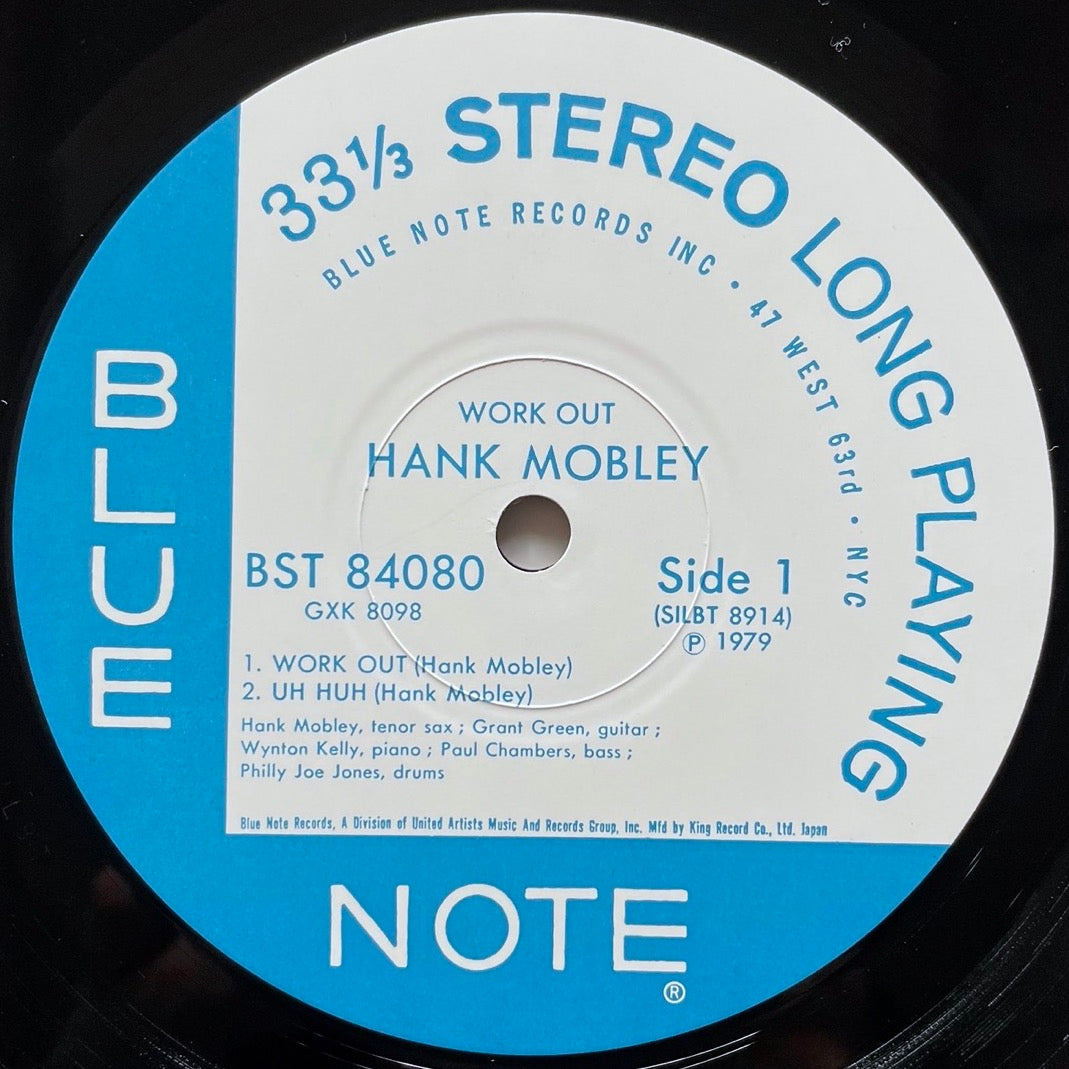 33⅓ STEREO LONG PLAYING
BLUE NOTE RECORDS INC • 47 WEST 63rd • NYC
WORK OUT
HANK MOBLEY
BST 84080
GXK 8098
Side 1
(SILBT 8914)
Ⓟ 1979
1. WORK OUT (Hank Mobley)
2. UH HUH (Hank Mobley)
Hank Mobley, tenor sax ; Grant Green, guitar ;
Wynton Kelly, piano ; Paul Chambers, bass ;
Philly Joe Jones, drums
Blue Note Records, A Division of United Artists Music And Records Group, Inc. Mfd by King Record Co., Ltd. Japan
BLUE
NOTE
®